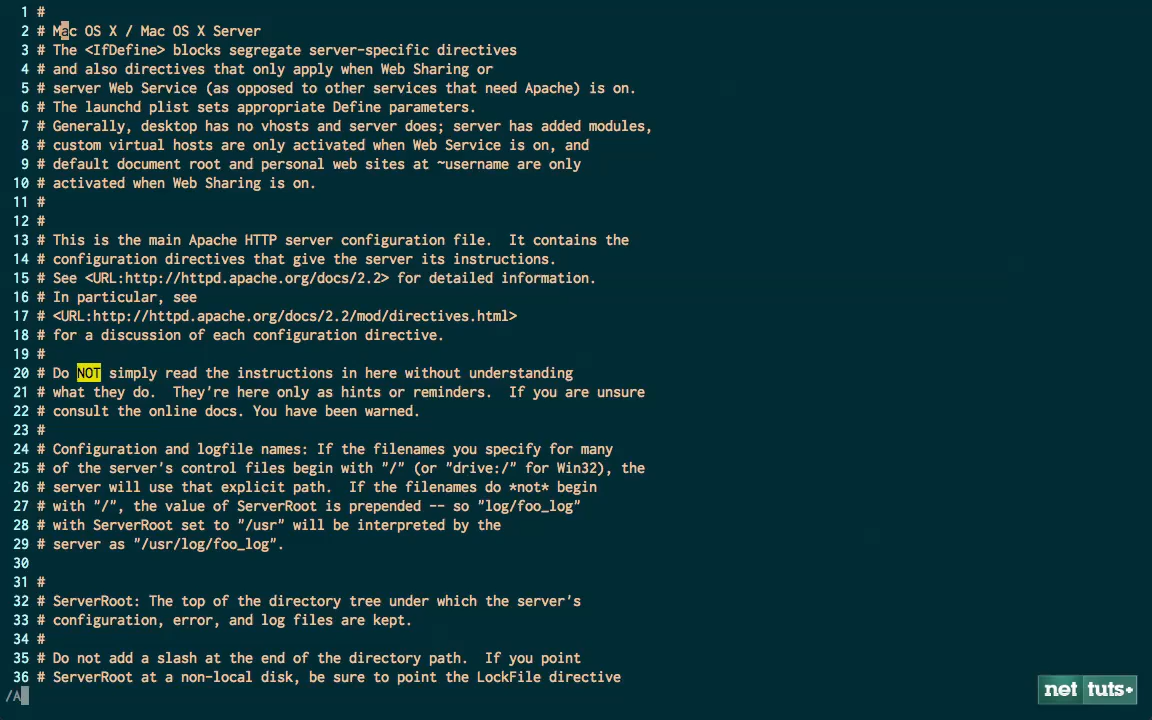 1 #
2 # Mac OS X / Mac OS X Server
3 # The <IfDefine> blocks segregate server-specific directives
4 # and also directives that only apply when Web Sharing or
5 # server Web Service (as opposed to other services that need Apache) is on.
6 # The launchd plist sets appropriate Define parameters.
7 # Generally, desktop has no vhosts and server does; server has added modules,
8 # custom virtual hosts are only activated when Web Service is on, and
9 # default document root and personal web sites at ~username are only
10 # activated when Web Sharing is on.
11 #
12 #
13 # This is the main Apache HTTP server configuration file.  It contains the
14 # configuration directives that give the server its instructions.
15 # See <URL:http://httpd.apache.org/docs/2.2> for detailed information.
16 # In particular, see
17 # <URL:http://httpd.apache.org/docs/2.2/mod/directives.html>
18 # for a discussion of each configuration directive.
19 #
20 # Do NOT simply read the instructions in here without understanding
21 # what they do.  They're here only as hints or reminders.  If you are unsure
22 # consult the online docs. You have been warned.
23 #
24 # Configuration and logfile names: If the filenames you specify for many
25 # of the server's control files begin with "/" (or "drive:/" for Win32), the
26 # server will use that explicit path.  If the filenames do *not* begin
27 # with "/", the value of ServerRoot is prepended -- so "log/foo_log"
28 # with ServerRoot set to "/usr" will be interpreted by the
29 # server as "/usr/log/foo_log".
30
31 #
32 # ServerRoot: The top of the directory tree under which the server's
33 # configuration, error, and log files are kept.
34 #
35 # Do not add a slash at the end of the directory path.  If you point
36 # ServerRoot at a non-local disk, be sure to point the LockFile directive
/A
net tuts+